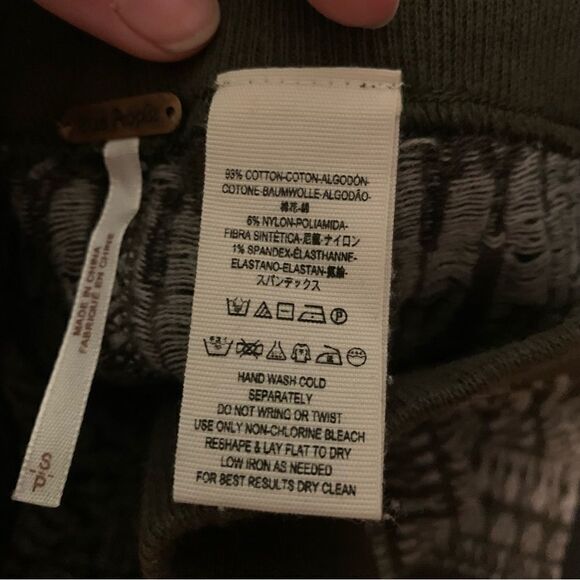 Free People
MADE IN CHINA
FABRIQUÉ EN CHINE
P/S
93% COTTON-COTON-ALGODÓN-
COTONE-BAUMWOLLE-ALGODÃO-
棉花-綿
6% NYLON-POLIAMIDA-
FIBRA SINTÉTICA-尼龍-ナイロン
1% SPANDEX-ÉLASTHANNE-
ELASTANO-ELASTAN-氨綸-
スパンデックス
HAND WASH COLD
SEPARATELY
DO NOT WRING OR TWIST
USE ONLY NON-CHLORINE BLEACH
RESHAPE & LAY FLAT TO DRY
LOW IRON AS NEEDED
FOR BEST RESULTS DRY CLEAN